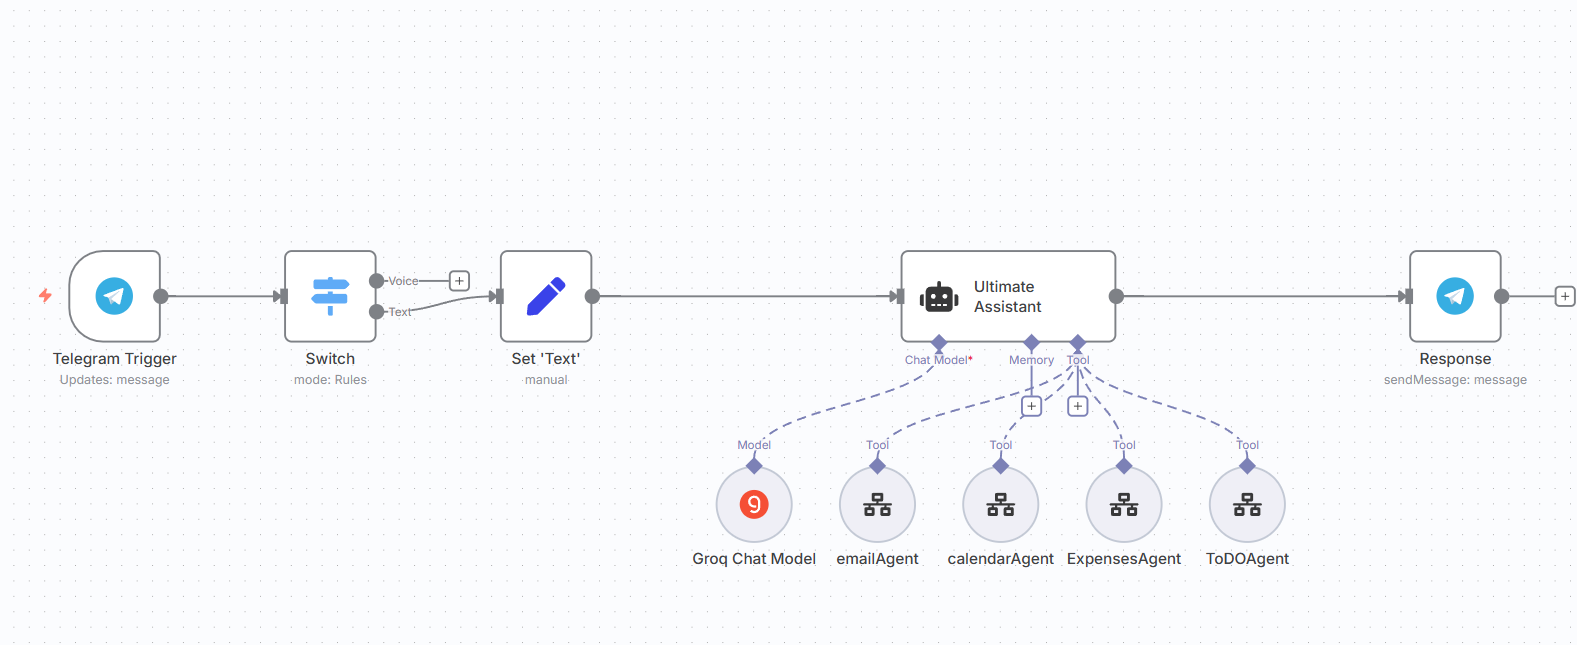 Voice
Text
Ultimate
Assistant
Telegram Trigger
Updates: message
Switch
mode: Rules
Set 'Text'
manual
Chat Model*
Memory
Tool
Response
sendMessage: message
Model
Tool
Tool
Tool
Tool
Groq Chat Model
emailAgent
calendarAgent
ExpensesAgent
ToDOAgent